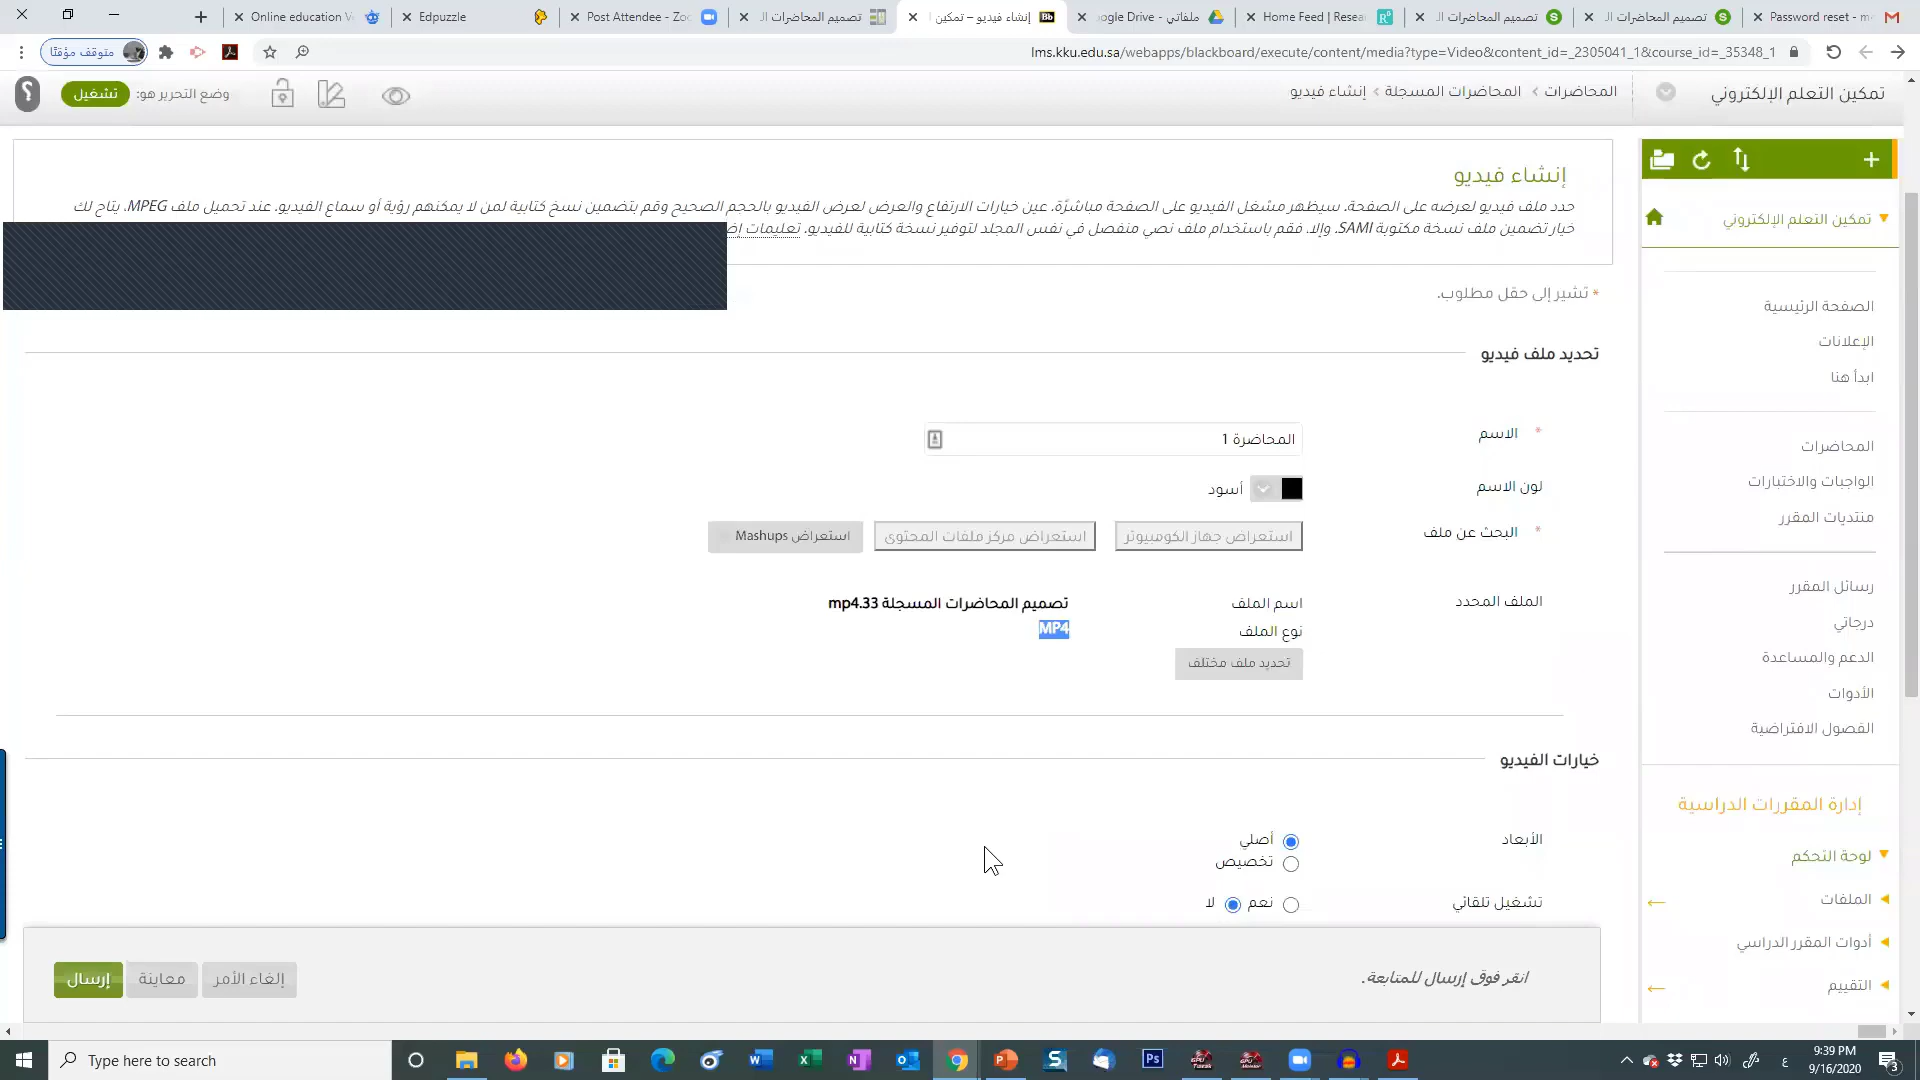 Online education V
Edpuzzle
Post Attendee - Zoo
تصميم المحاضرات ال
إنشاء فيديو – تمكين ا
Bb
ملفاتي - oogle Drive
Home Feed | Resea
تصميم المحاضرات ال
تصميم المحاضرات ال
Password reset - m
متوقف مؤقتًا
lms.kku.edu.sa/webapps/blackboard/execute/content/media?type=Video&content_id=_2305041_1&course_id=_35348_1
تمكين التعلم الإلكتروني
المحاضرات
المحاضرات المسجلة
إنشاء فيديو
وضع التحرير هو:
تشغيل
إنشاء فيديو
حدد ملف فيديو لعرضه على الصفحة. سيظهر مشغل الفيديو على الصفحة مباشرًة. عين خيارات الارتفاع والعرض لعرض الفيديو بالحجم الصحيح وقم بتضمين نسخ كتابية لمن لا يمكنهم رؤية أو سماع الفيديو. عند تحميل ملف MPEG، يتاح لك
خيار تضمين ملف نسخة مكتوبة SAMI. وإلا، فقم باستخدام ملف نصي منفصل في نفس المجلد لتوفير نسخة كتابية للفيديو. تعليمات
* تشير إلى حقل مطلوب.
تحديد ملف فيديو
* الاسم
المحاضرة 1
لون الاسم
أسود
* البحث عن ملف
استعراض جهاز الكومبيوتر
استعراض مركز ملفات المحتوى
استعراض Mashups
الملف المحدد
اسم الملف
تصميم المحاضرات المسجلة mp4.33
نوع الملف
MP4
تحديد ملف مختلف
خيارات الفيديو
الأبعاد
أصلي
تخصيص
تشغيل تلقائي
نعم
لا
انقر فوق إرسال للمتابعة.
إلغاء الأمر
معاينة
إرسال
تمكين التعلم الإلكتروني
الصفحة الرئيسية
الإعلانات
ابدأ هنا
المحاضرات
الواجبات والاختبارات
منتديات المقرر
رسائل المقرر
درجاتي
الدعم والمساعدة
الأدوات
الفصول الافتراضية
إدارة المقررات الدراسية
لوحة التحكم
الملفات
أدوات المقرر الدراسي
التقييم
Type here to search
ع
9:39 PM
9/16/2020
3